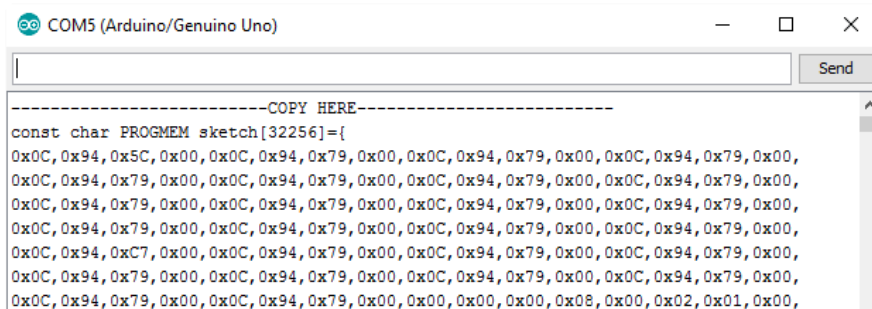 COM5 (Arduino/Genuino Uno)
Send
--------------------------COPY HERE--------------------------
const char PROGMEM sketch[32256]={
0x0C,0x94,0x5C,0x00,0x0C,0x94,0x79,0x00,0x0C,0x94,0x79,0x00,0x0C,0x94,0x79,0x00,
0x0C,0x94,0x79,0x00,0x0C,0x94,0x79,0x00,0x0C,0x94,0x79,0x00,0x0C,0x94,0x79,0x00,
0x0C,0x94,0x79,0x00,0x0C,0x94,0x79,0x00,0x0C,0x94,0x79,0x00,0x0C,0x94,0x79,0x00,
0x0C,0x94,0x79,0x00,0x0C,0x94,0x79,0x00,0x0C,0x94,0x79,0x00,0x0C,0x94,0x79,0x00,
0x0C,0x94,0xC7,0x00,0x0C,0x94,0x79,0x00,0x0C,0x94,0x79,0x00,0x0C,0x94,0x79,0x00,
0x0C,0x94,0x79,0x00,0x0C,0x94,0x79,0x00,0x0C,0x94,0x79,0x00,0x0C,0x94,0x79,0x00,
0x0C,0x94,0x79,0x00,0x0C,0x94,0x79,0x00,0x00,0x00,0x00,0x08,0x00,0x02,0x01,0x00,